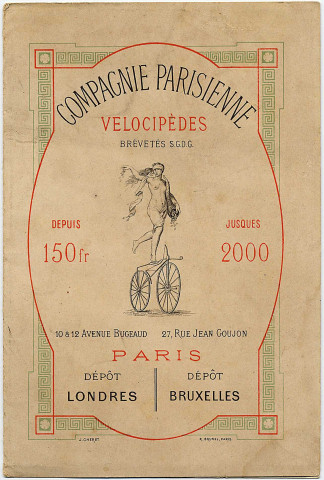 COMPAGNIE PARISIENNE
VELOCIPÈDES
BREVETÉS S.G.D.G.
DEPUIS
150fr
JUSQUES
2000
10 & 12 AVENUE BUGEAUD 27, RUE JEAN GOUJON
PARIS
DÉPÔT
LONDRES
DÉPÔT
BRUXELLES
J. CHERET